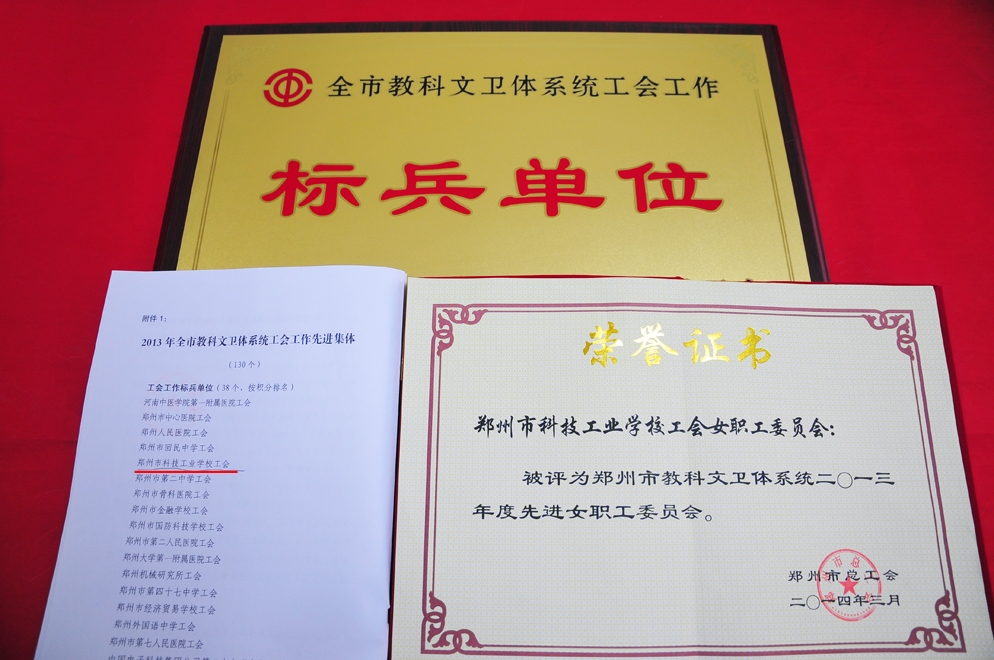 全市教科文卫体系统工会工作
标兵单位
附件1：
2013年全市教科文卫体系统工会工作先进集体
（130个）
工会工作标兵单位（38个、按积分排名）
河南中医学院第一附属医院工会
郑州市中心医院工会
郑州人民医院工会
郑州市回民中学工会
郑州市科技工业学校工会
郑州市第二中学工会
郑州市骨科医院工会
郑州市金融学校工会
郑州市国防科技学校工会
郑州市第二人民医院工会
郑州大学第一附属医院工会
郑州机械研究所工会
郑州市第四十七中学工会
郑州市经济贸易学校工会
郑州外国语中学工会
郑州市第七人民医院工会
荣誉证书
郑州市科技工业学校工会女职工委员会：
被评为郑州市教科文卫体系统二〇一三
年度先进女职工委员会。
郑州市总工会
二〇一四年三月